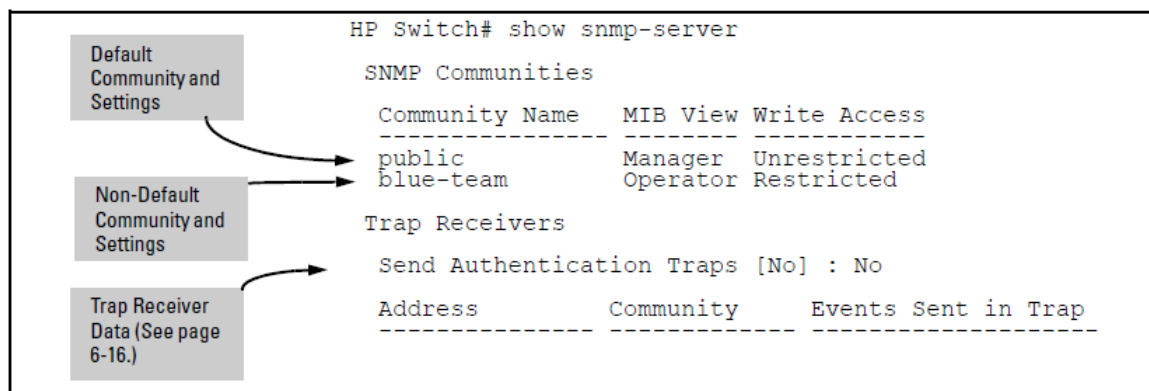 HP Switch# show snmp-server
Default
Community and
Settings
SNMP Communities
Community Name MIB View Write Access
---------------- -------- ------------
public Manager Unrestricted
blue-team Operator Restricted
Non-Default
Community and
Settings
Trap Receivers
Send Authentication Traps [No] : No
Trap Receiver
Data (See page
6-16.)
Address Community Events Sent in Trap
--------------- ------------- --------------------